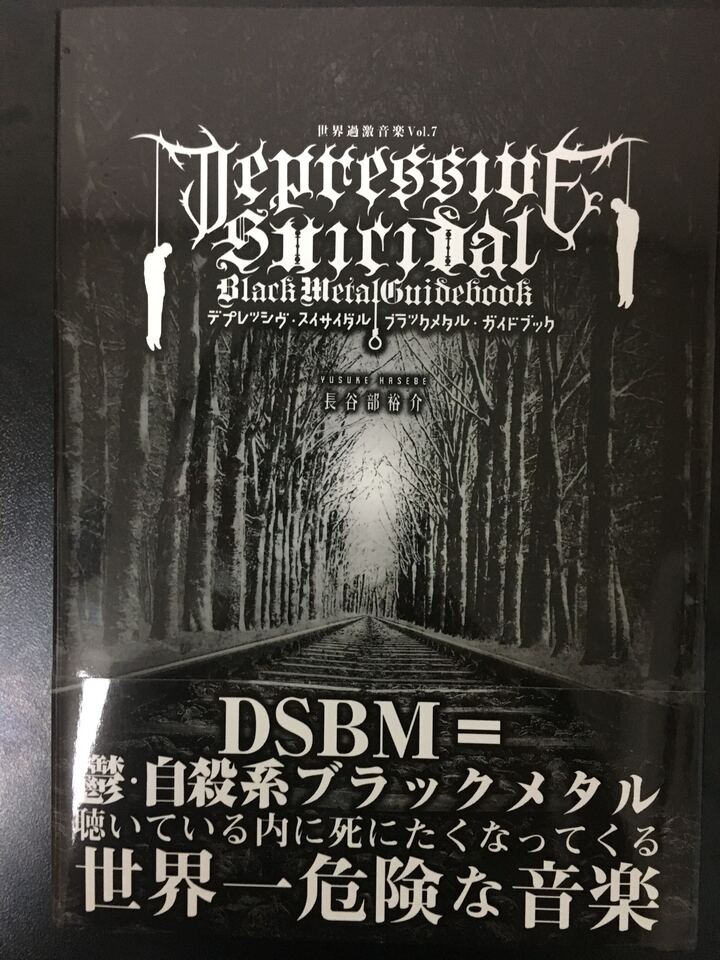 世界過激音楽Vol.7
Depressive
Suicidal
Black Metal Guidebook
デプレッシヴ・スイサイダル ブラックメタル・ガイドブック
YUSUKE HASEBE
長谷部裕介
DSBM=
鬱・自殺系ブラックメタル
聴いている内に死にたくなってくる
世界一危険な音楽